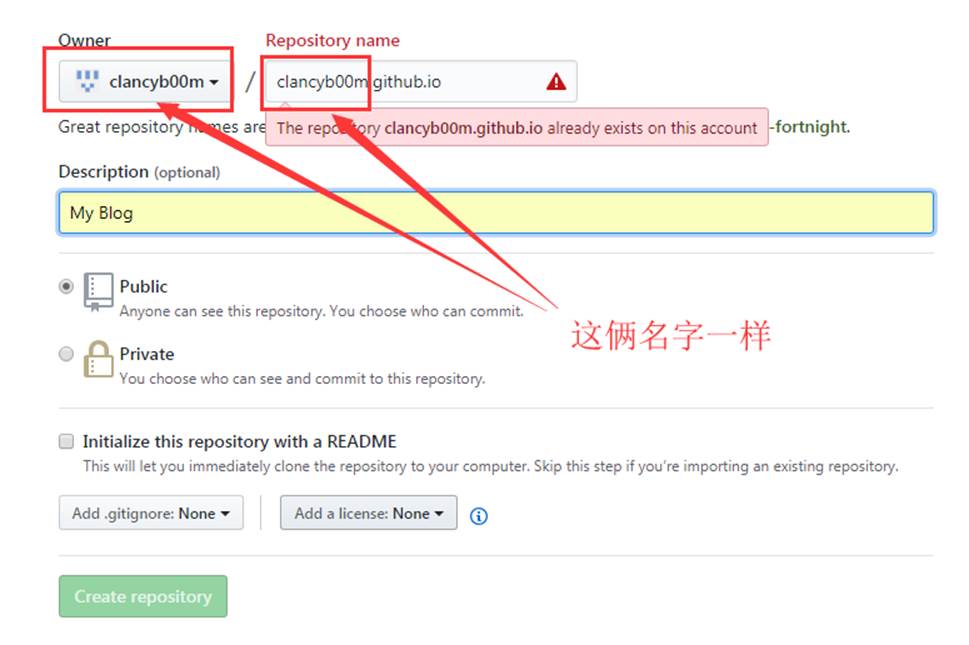 Owner
Repository name
clancyb00m
/
clancyb00m.github.io
Great repository names are
The repository clancyb00m.github.io already exists on this account
-fortnight.
Description (optional)
My Blog
Public
Anyone can see this repository. You choose who can commit.
这俩名字一样
Private
You choose who can see and commit to this repository.
Initialize this repository with a README
This will let you immediately clone the repository to your computer. Skip this step if you're importing an existing repository.
Add .gitignore: None
Add a license: None
Create repository